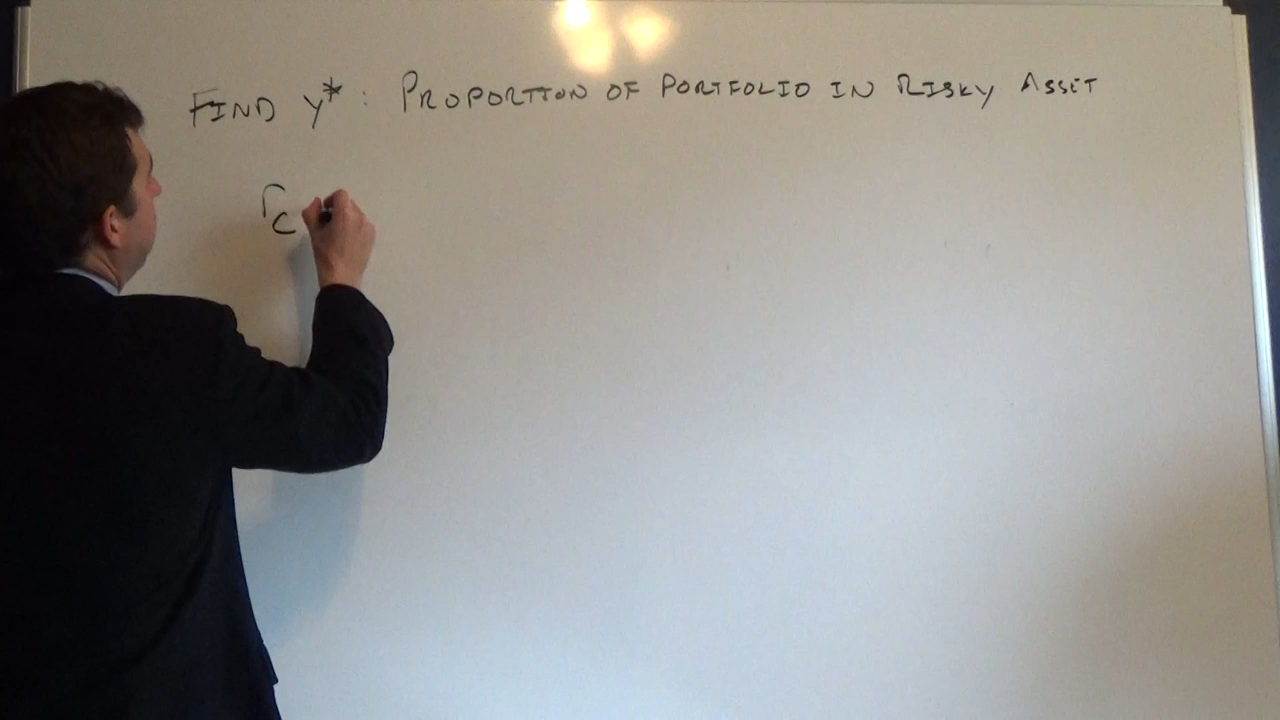 FIND y* : PROPORTION OF PORTFOLIO IN RISKY ASSET
rc